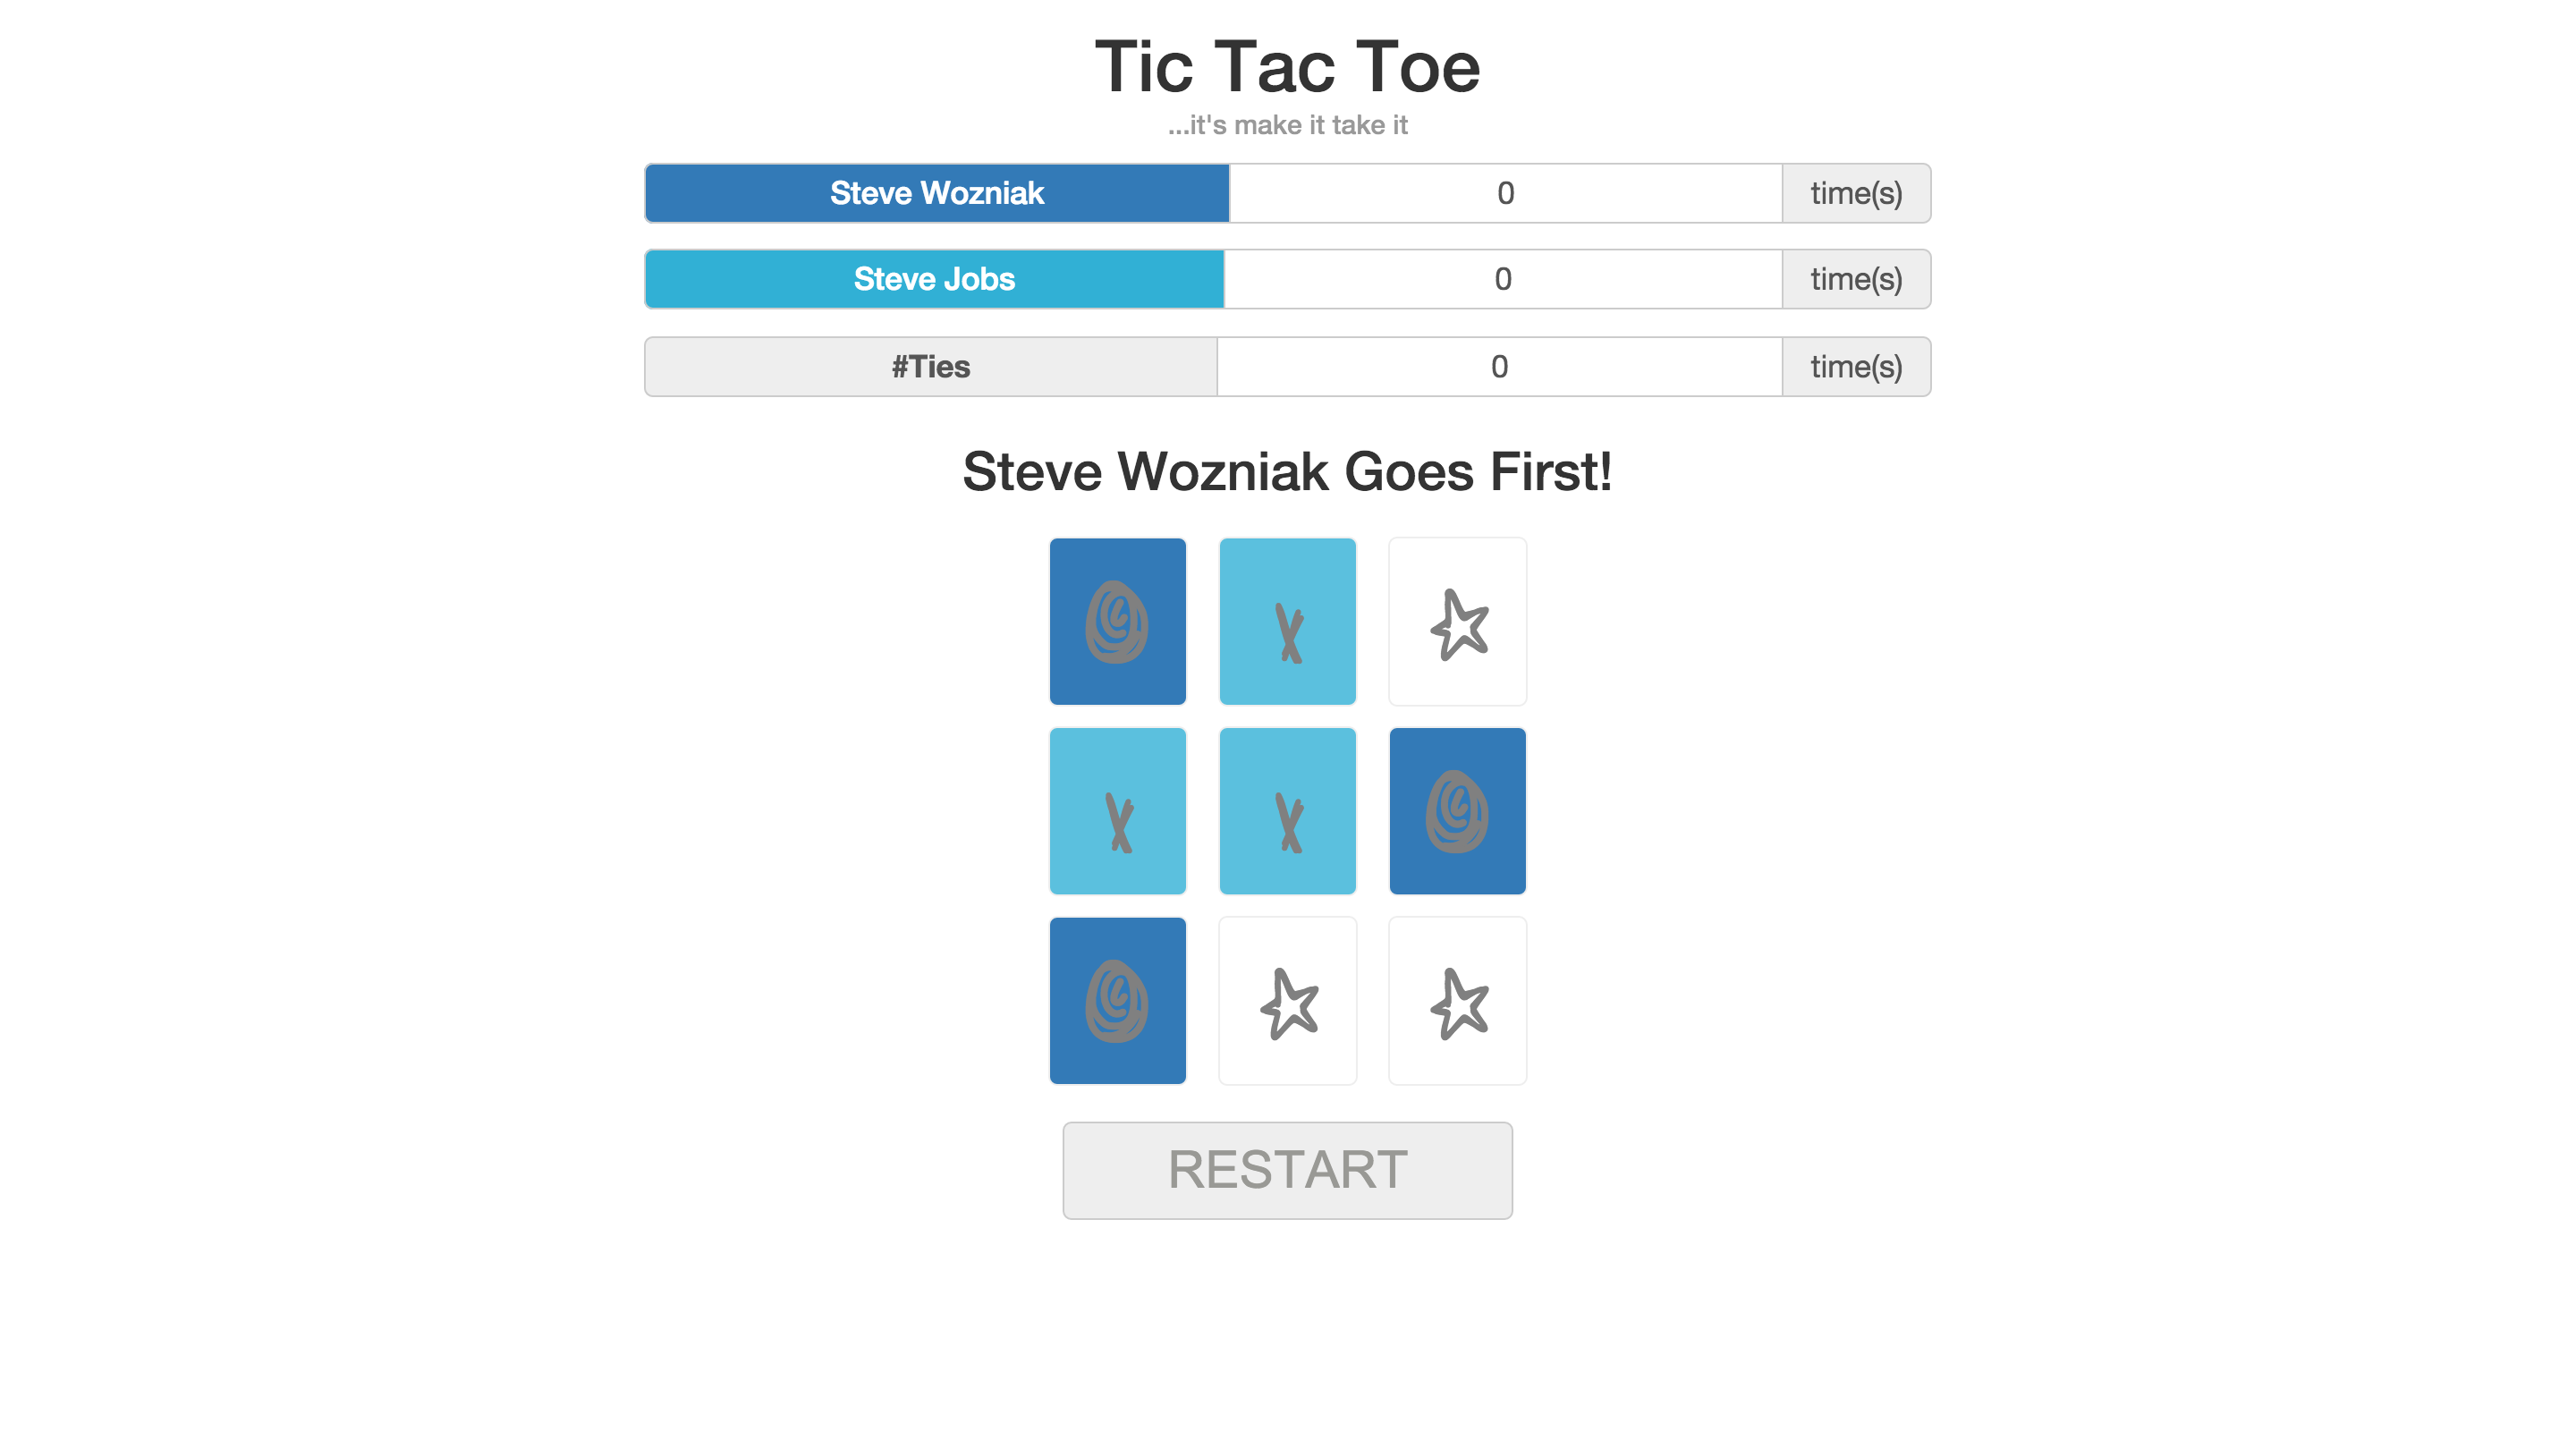 Tic Tac Toe
...it's make it take it
Steve Wozniak 0 time(s)
Steve Jobs 0 time(s)
#Ties 0 time(s)
Steve Wozniak Goes First!
RESTART